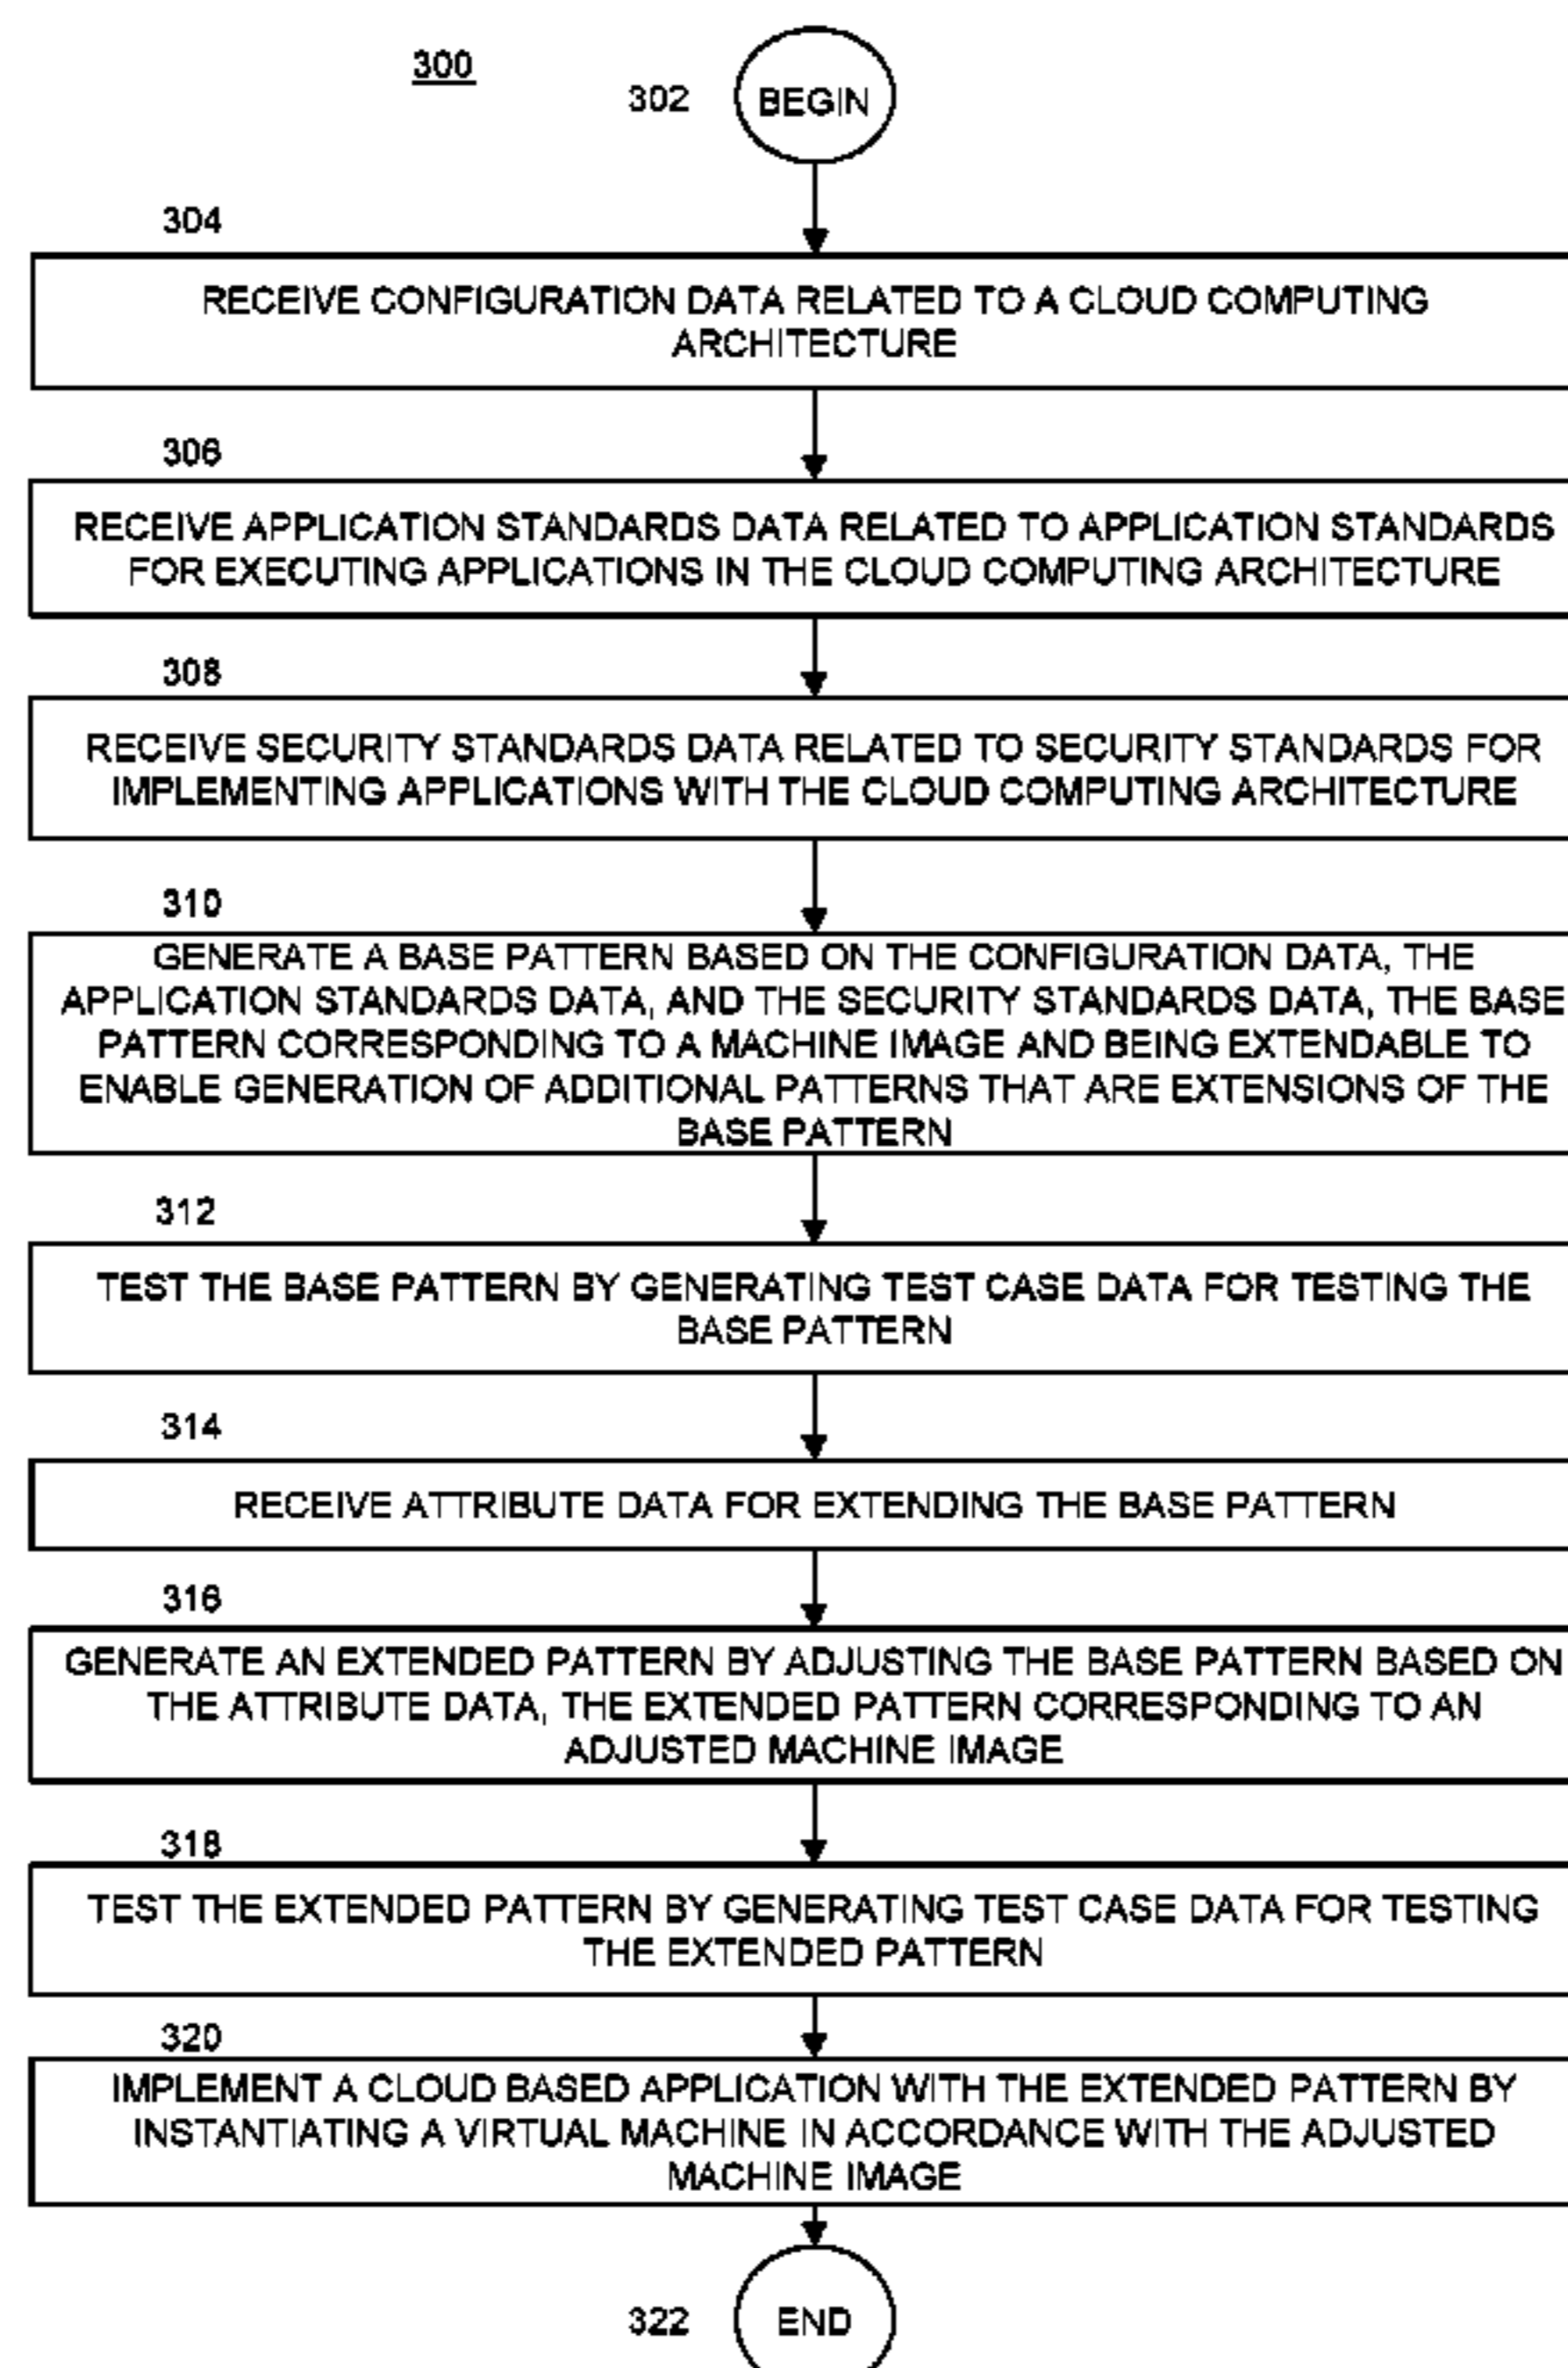 300
302
BEGIN
304
RECEIVE CONFIGURATION DATA RELATED TO A CLOUD COMPUTING
ARCHITECTURE
306
RECEIVE APPLICATION STANDARDS DATA RELATED TO APPLICATION STANDARDS
FOR EXECUTING APPLICATIONS IN THE CLOUD COMPUTING ARCHITECTURE
308
RECEIVE SECURITY STANDARDS DATA RELATED TO SECURITY STANDARDS FOR
IMPLEMENTING APPLICATIONS WITH THE CLOUD COMPUTING ARCHITECTURE
310
GENERATE A BASE PATTERN BASED ON THE CONFIGURATION DATA, THE
APPLICATION STANDARDS DATA, AND THE SECURITY STANDARDS DATA, THE BASE
PATTERN CORRESPONDING TO A MACHINE IMAGE AND BEING EXTENDABLE TO
ENABLE GENERATION OF ADDITIONAL PATTERNS THAT ARE EXTENSIONS OF THE
BASE PATTERN
312
TEST THE BASE PATTERN BY GENERATING TEST CASE DATA FOR TESTING THE
BASE PATTERN
314
RECEIVE ATTRIBUTE DATA FOR EXTENDING THE BASE PATTERN
316
GENERATE AN EXTENDED PATTERN BY ADJUSTING THE BASE PATTERN BASED ON
THE ATTRIBUTE DATA, THE EXTENDED PATTERN CORRESPONDING TO AN
ADJUSTED MACHINE IMAGE
318
TEST THE EXTENDED PATTERN BY GENERATING TEST CASE DATA FOR TESTING
THE EXTENDED PATTERN
320
IMPLEMENT A CLOUD BASED APPLICATION WITH THE EXTENDED PATTERN BY
INSTANTIATING A VIRTUAL MACHINE IN ACCORDANCE WITH THE ADJUSTED
MACHINE IMAGE
322
END